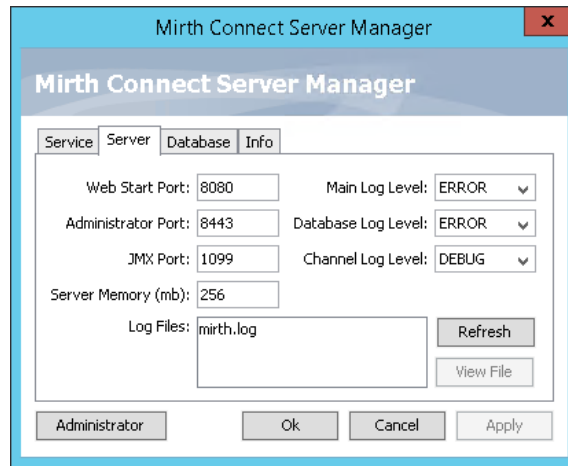 Mirth Connect Server Manager
x
Mirth Connect Server Manager
Service Server Database Info
Web Start Port: 8080 Main Log Level: ERROR
Administrator Port: 8443 Database Log Level: ERROR
JMX Port: 1099 Channel Log Level: DEBUG
Server Memory (mb): 256
Log Files: mirth.log Refresh
View File
Administrator Ok Cancel Apply